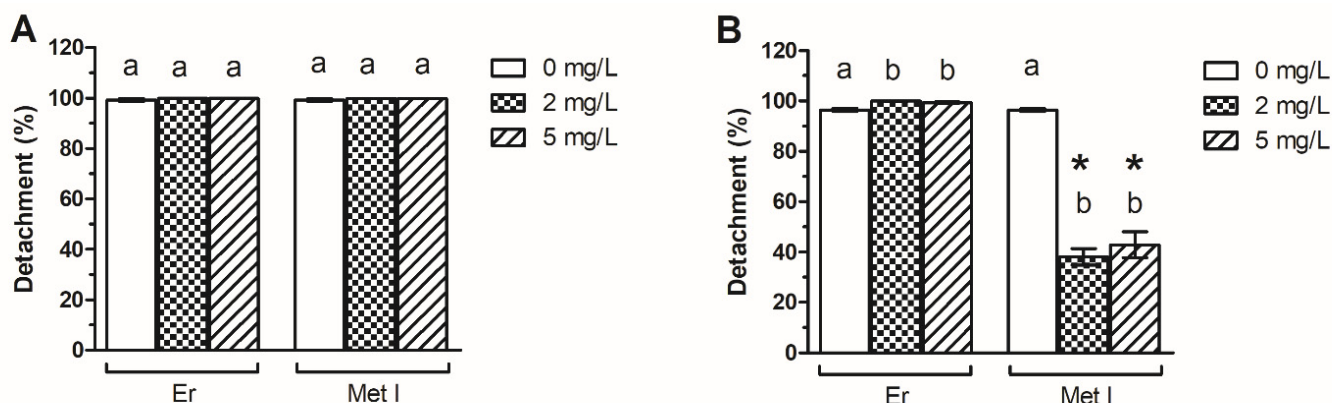 A
Detachment (%)
120
100
80
60
40
20
0
a a a a a a
Er Met I
0 mg/L
2 mg/L
5 mg/L
B
Detachment (%)
120
100
80
60
40
20
0
a b b a
* *
b b
Er Met I
0 mg/L
2 mg/L
5 mg/L